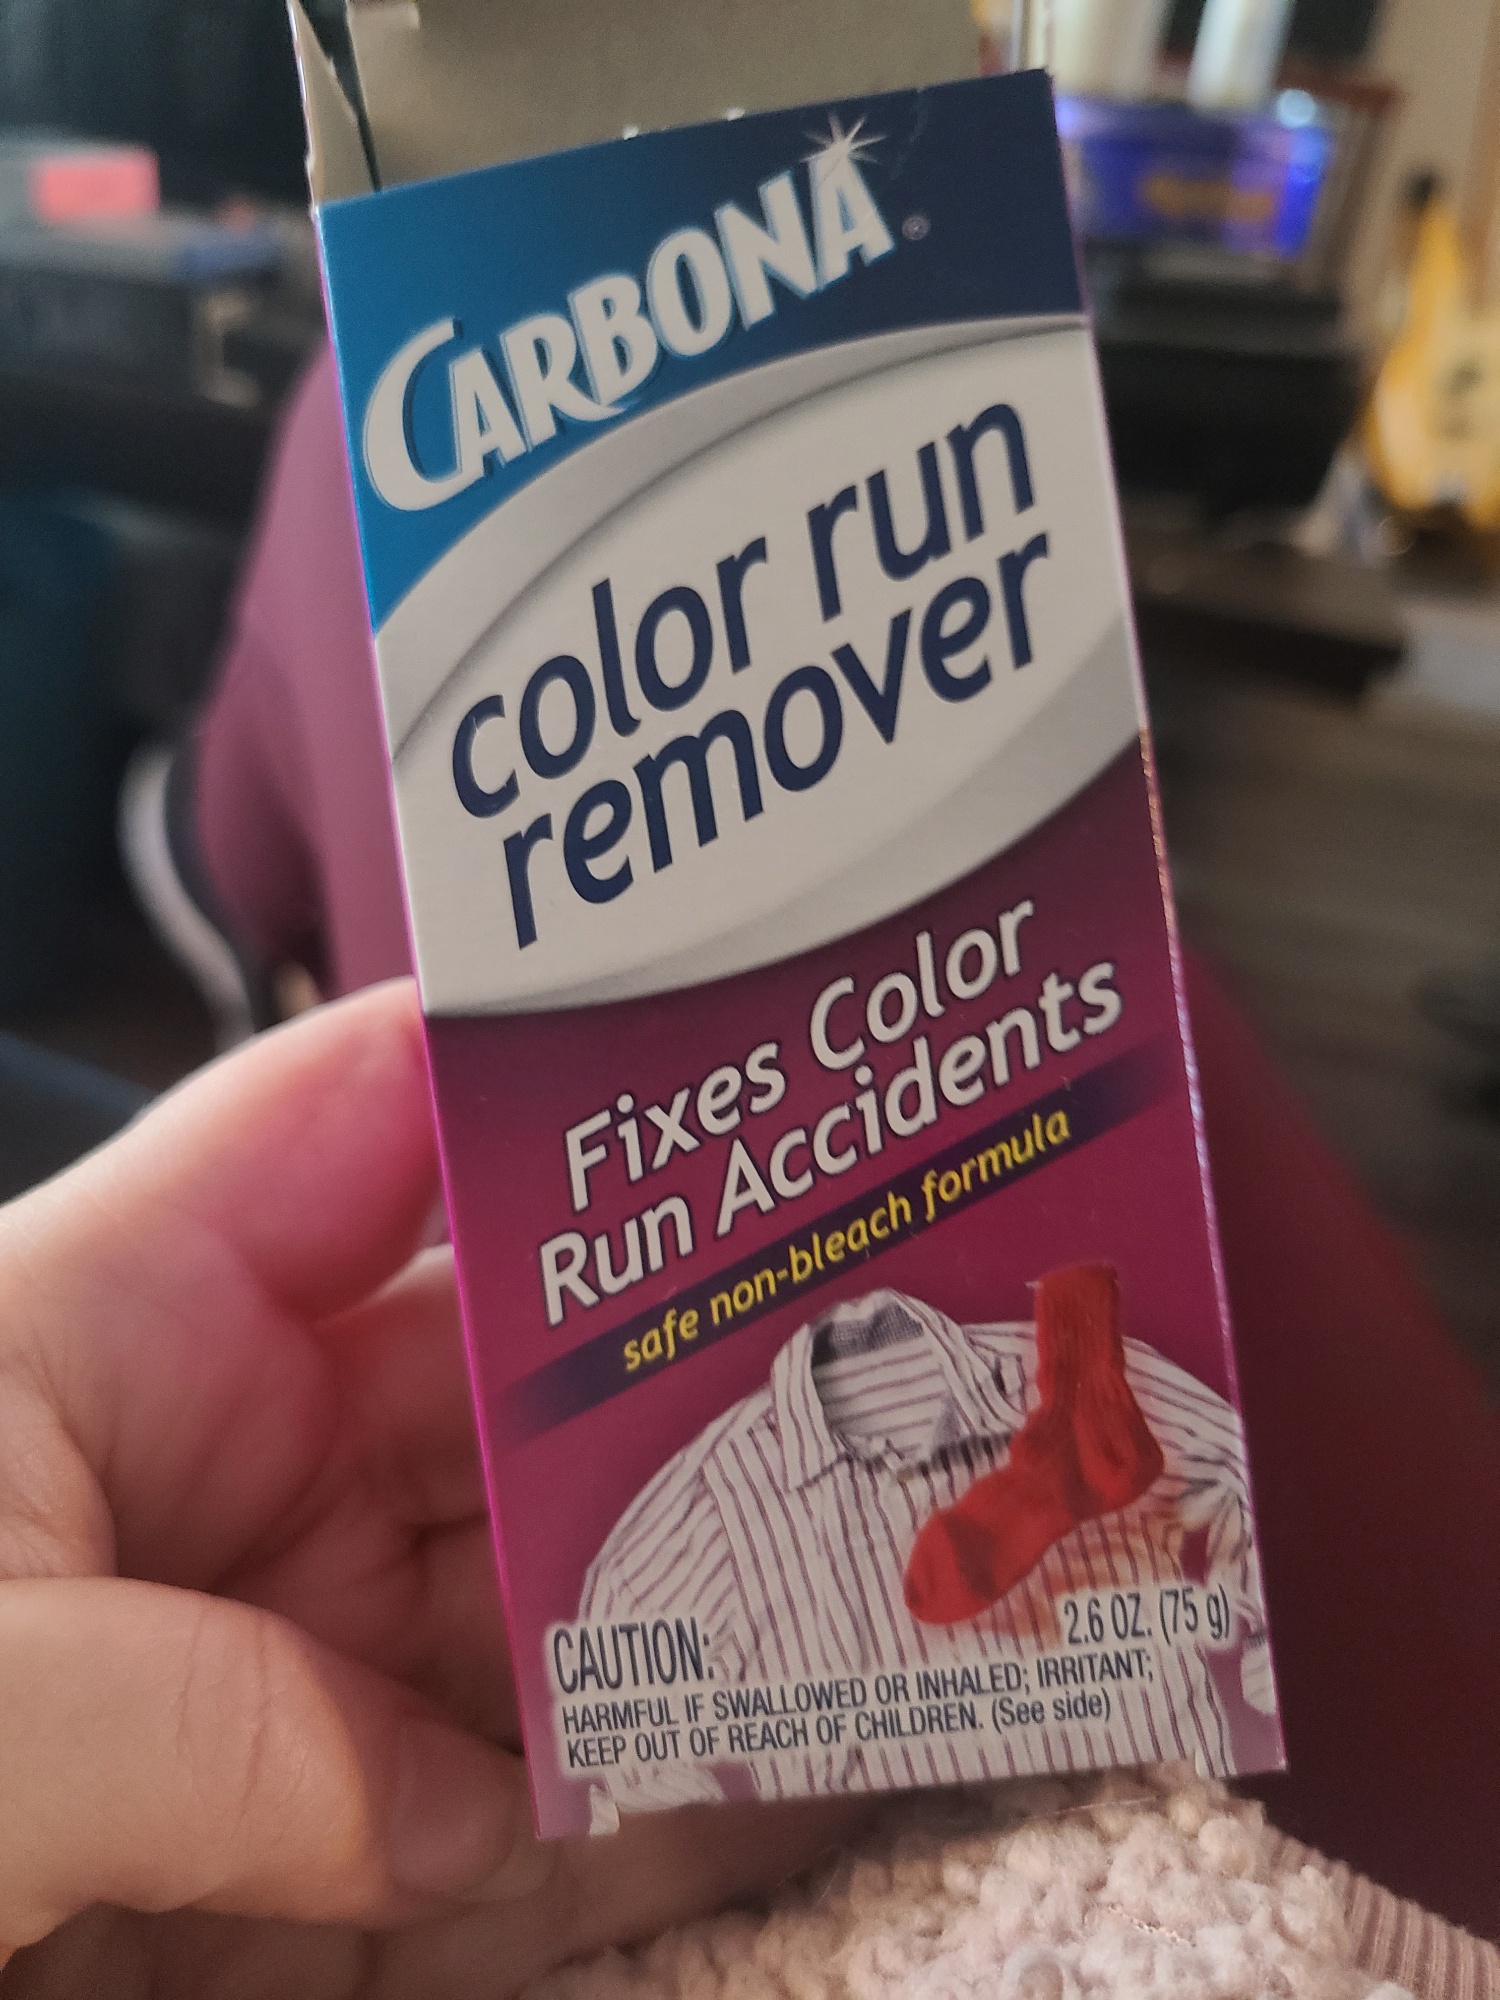 CARBONA®
color run
remover
Fixes Color
Run Accidents
safe non-bleach formula
2.6 OZ. (75 g)
CAUTION:
HARMFUL IF SWALLOWED OR INHALED; IRRITANT;
KEEP OUT OF REACH OF CHILDREN. (See side)